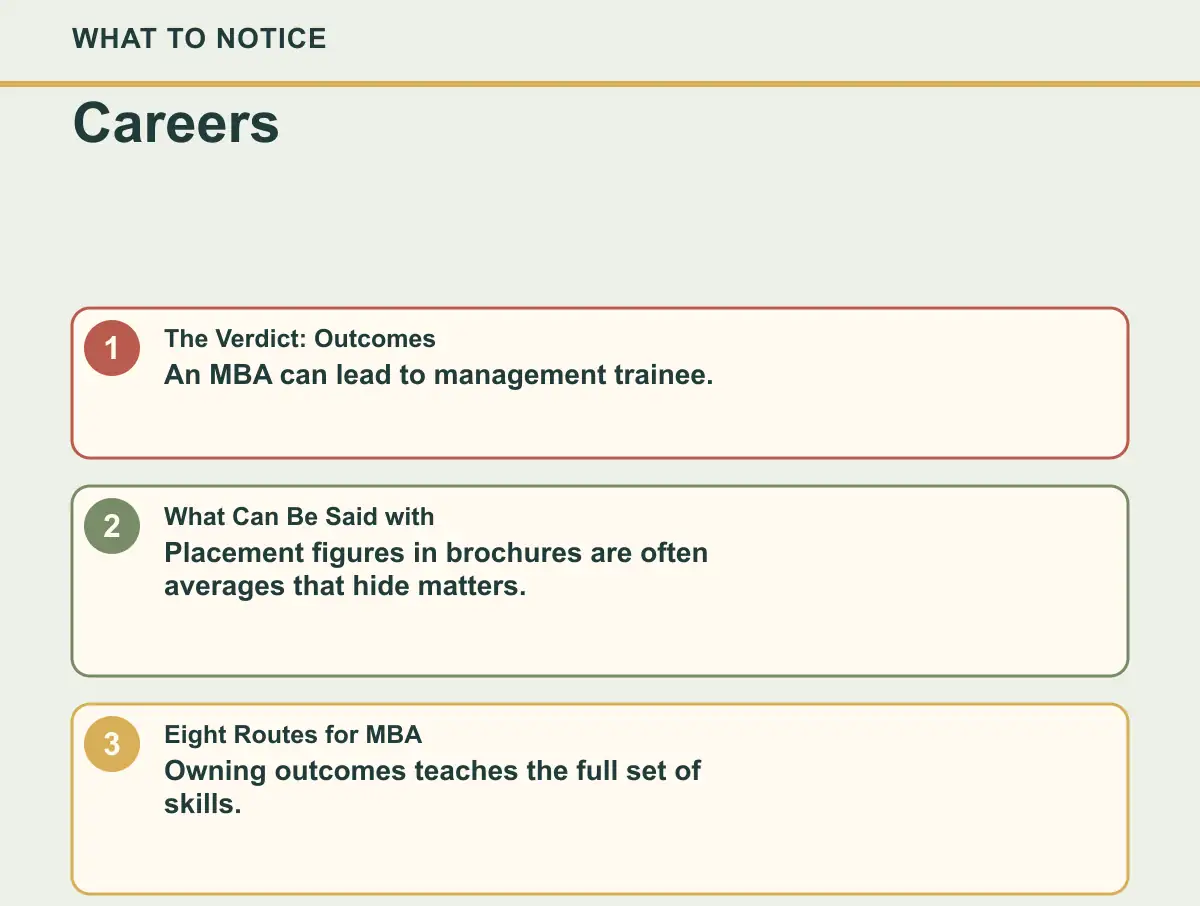 WHAT TO NOTICE
Careers
1
The Verdict: Outcomes
An MBA can lead to management trainee.
2
What Can Be Said with
Placement figures in brochures are often
averages that hide matters.
3
Eight Routes for MBA
Owning outcomes teaches the full set of
skills.